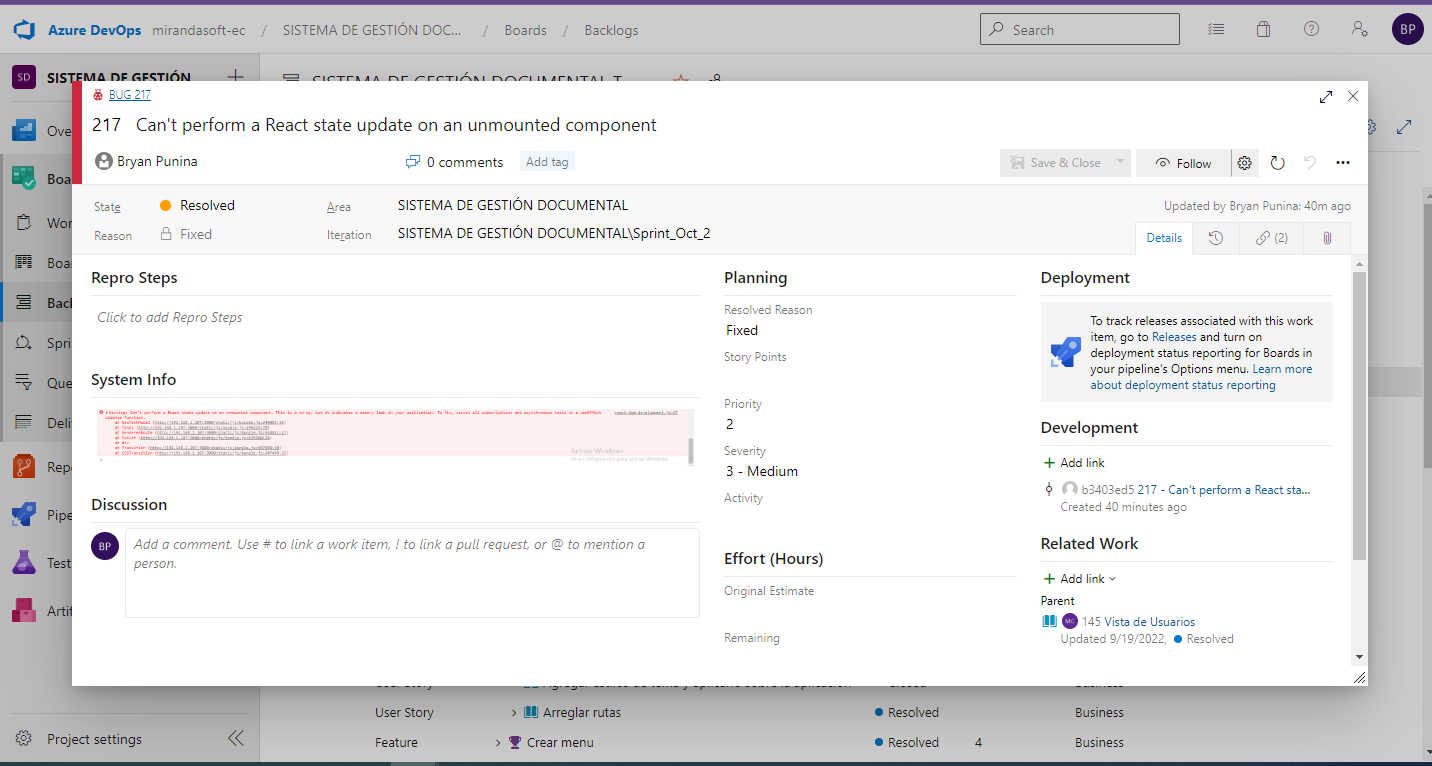 Azure DevOps mirandasoft-ec / SISTEMA DE GESTIÓN DOC... / Boards / Backlogs
Search
BP
SD SISTEMA DE GESTIÓN
BUG 217
217 Can't perform a React state update on an unmounted component
Bryan Punina
0 comments
Add tag
Save & Close
Follow
State
Resolved
Area
SISTEMA DE GESTIÓN DOCUMENTAL
Updated by Bryan Punina: 40m ago
Reason
Fixed
Iteration
SISTEMA DE GESTIÓN DOCUMENTAL\Sprint_Oct_2
Details
(2)
Repro Steps
Click to add Repro Steps
System Info
Activar Windows
Discussion
BP
Add a comment. Use # to link a work item, ! to link a pull request, or @ to mention a
person.
Planning
Resolved Reason
Fixed
Story Points
Priority
2
Severity
3 - Medium
Activity
Effort (Hours)
Original Estimate
Remaining
Deployment
To track releases associated with this work
item, go to Releases and turn on
deployment status reporting for Boards in
your pipeline's Options menu. Learn more
about deployment status reporting
Development
Add link
b3403ed5 217 - Can't perform a React sta...
Created 40 minutes ago
Related Work
Add link
Parent
MC 145 Vista de Usuarios
Updated 9/19/2022, Resolved
Ove
Boa
Wor
Boa
Bac
Spri
Que
Deli
Repo
Pipe
Test
Artif
Project settings
User Story
Arreglar rutas
Resolved
Business
Feature
Crear menu
Resolved
4
Business